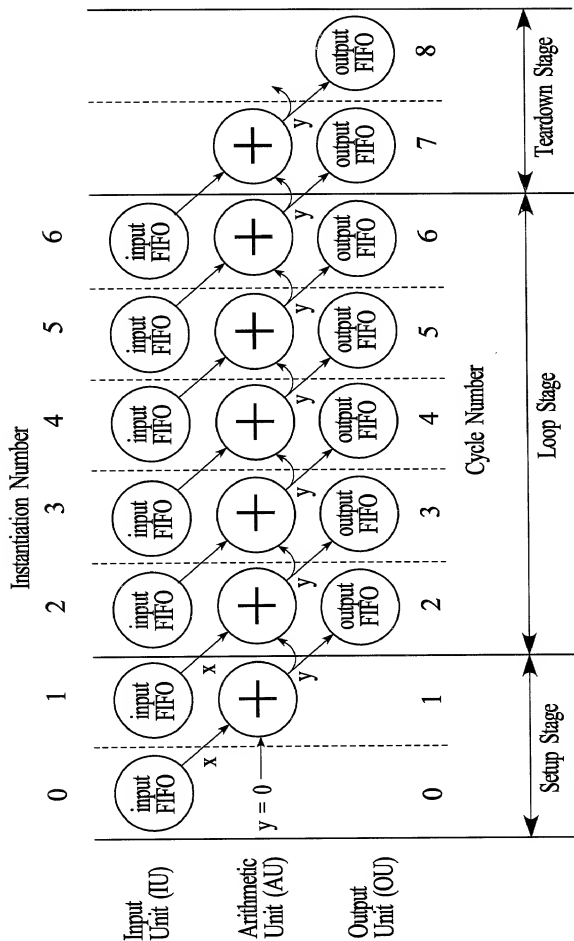 Instantiation Number
0 1 2 3 4 5 6
Input
Unit (IU)
input
FIFO
input
FIFO
input
FIFO
input
FIFO
input
FIFO
input
FIFO
input
FIFO
x
x
Arithmetic
Unit (AU)
y = 0
+ + + + + + +
y y y y y y y
Output
Unit (OU)
output
FIFO
output
FIFO
output
FIFO
output
FIFO
output
FIFO
output
FIFO
output
FIFO
0 1 2 3 4 5 6 7 8
Cycle Number
Setup Stage
Loop Stage
Teardown Stage